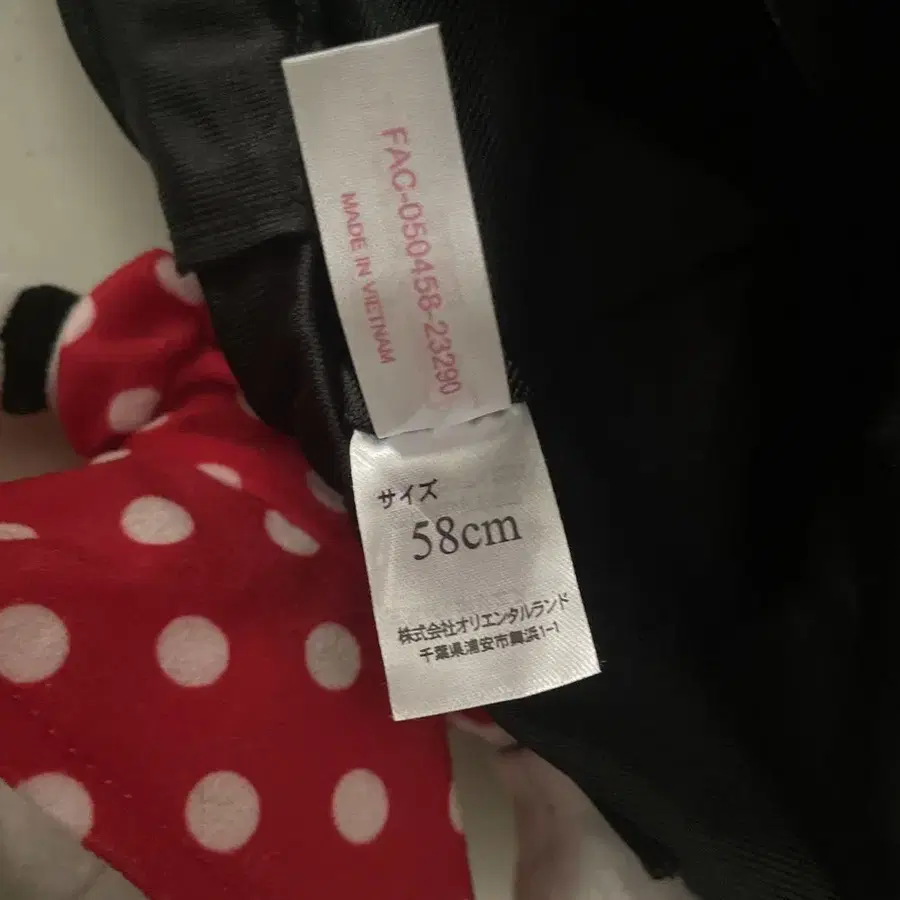 FAC-050458-23290
MADE IN VIETNAM
サイズ
58cm
株式会社オリエンタルランド
千葉県浦安市舞浜1-1